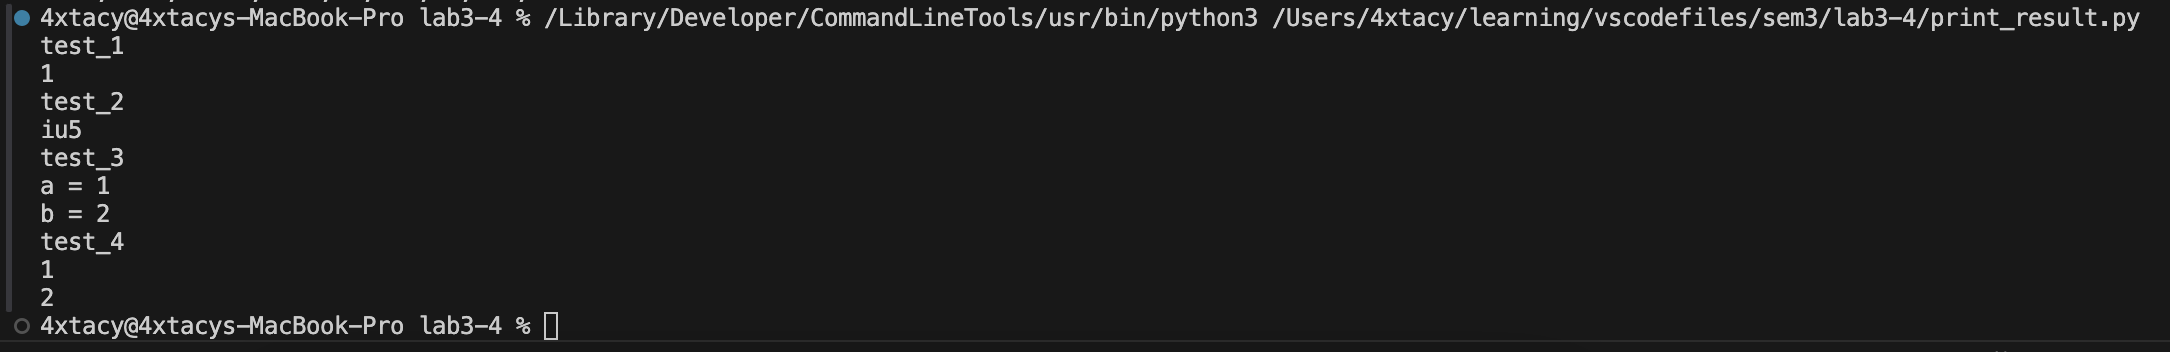 4xtacy@4xtacys-MacBook-Pro lab3-4 % /Library/Developer/CommandLineTools/usr/bin/python3 /Users/4xtacy/learning/vscodefiles/sem3/lab3-4/print_result.py
test_1
1
test_2
iu5
test_3
a = 1
b = 2
test_4
1
2
4xtacy@4xtacys-MacBook-Pro lab3-4 %